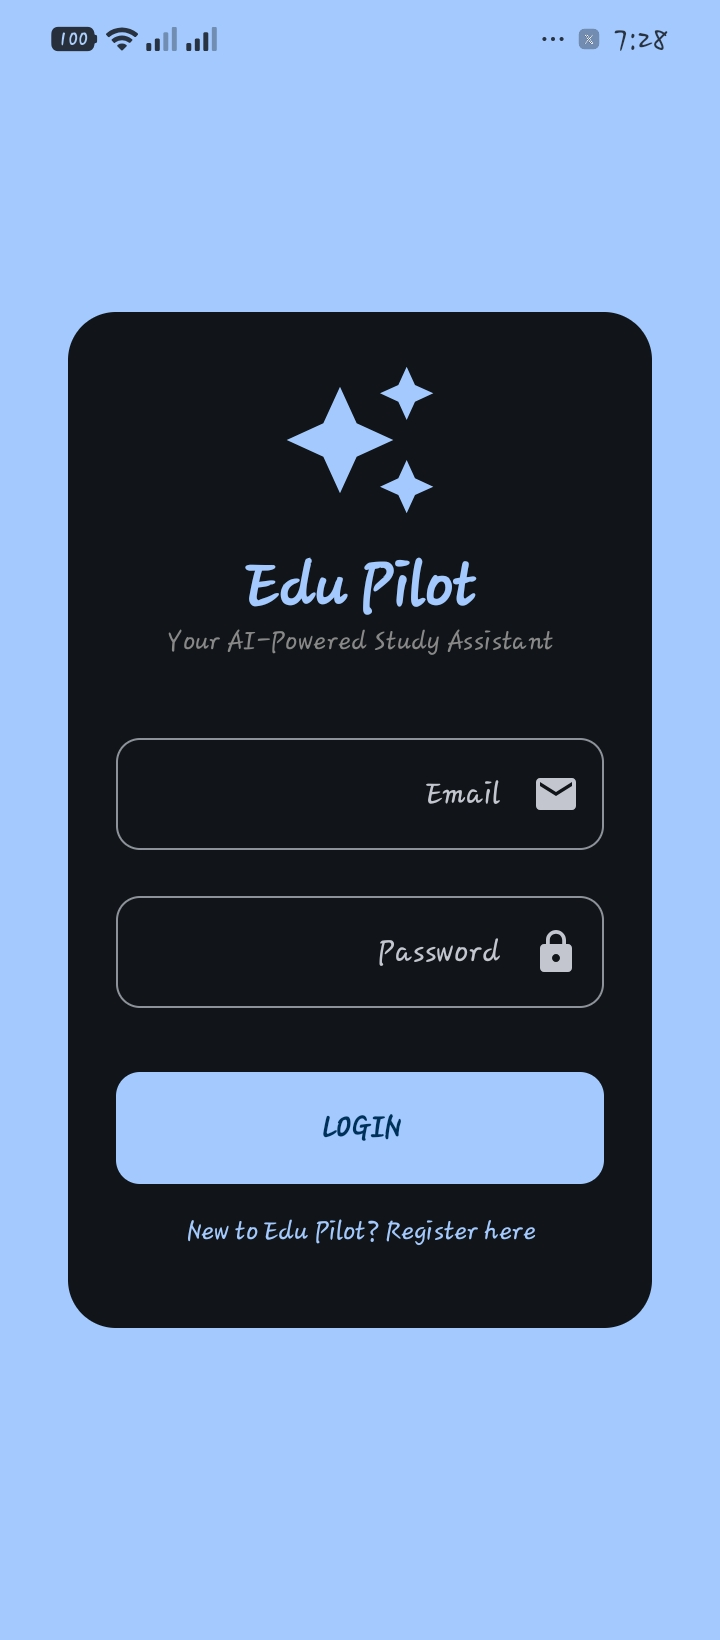 100 7:28
Edu Pilot
Your AI-Powered Study Assistant
Email
Password
LOGIN
New to Edu Pilot? Register here